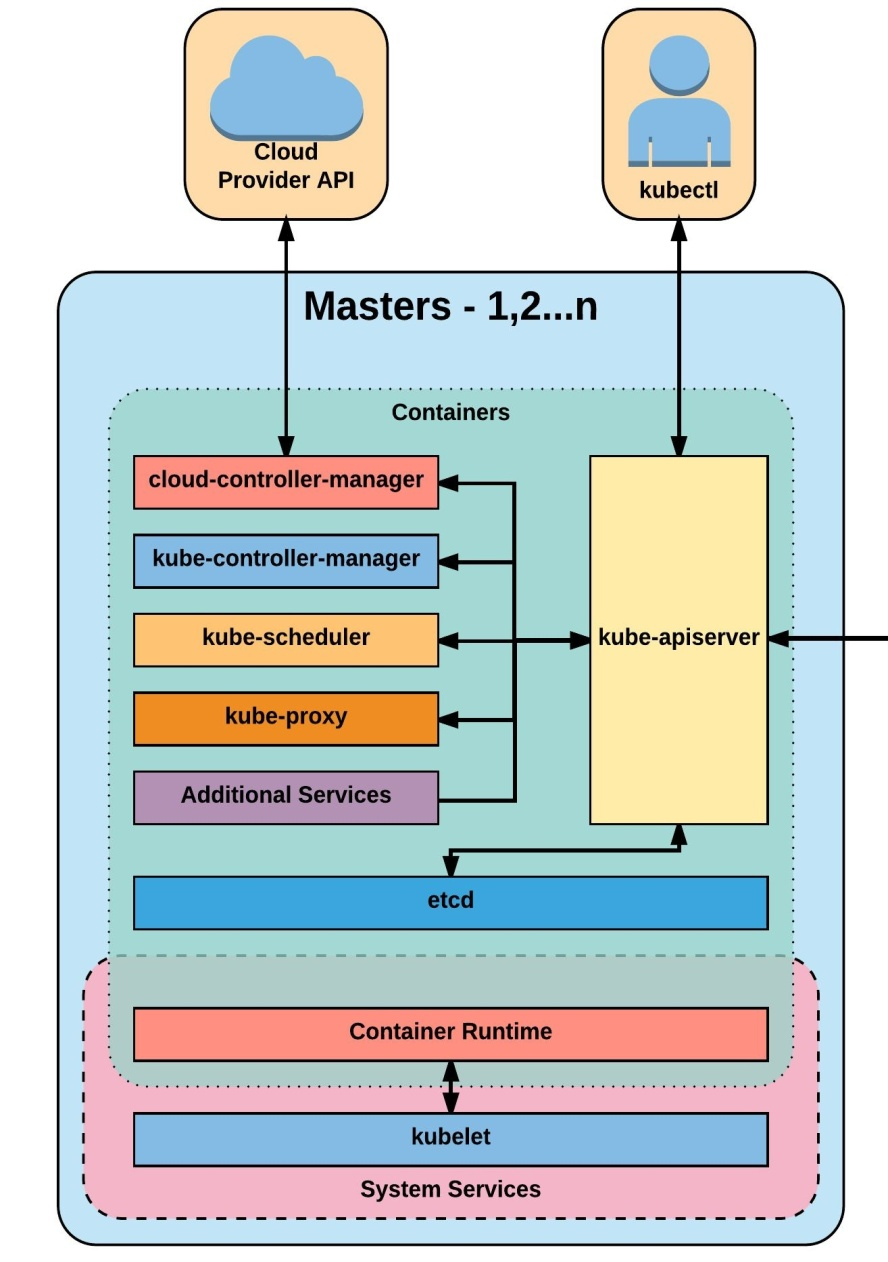 Cloud
Provider API
kubectl
Masters - 1,2...n
Containers
cloud-controller-manager
kube-controller-manager
kube-scheduler
kube-apiserver
kube-proxy
Additional Services
etcd
Container Runtime
kubelet
System Services